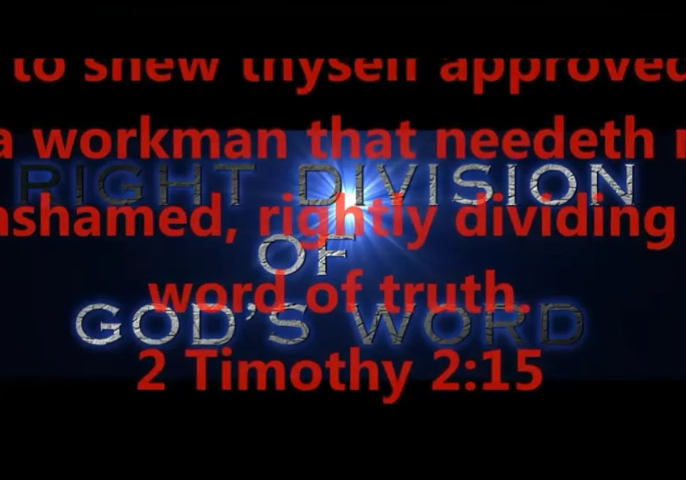 to shew thyself approved
a workman that needeth
RIGHT DIVISION
nshamed, rightly dividing
OF
word of truth.
GOD'S WORD
2 Timothy 2:15